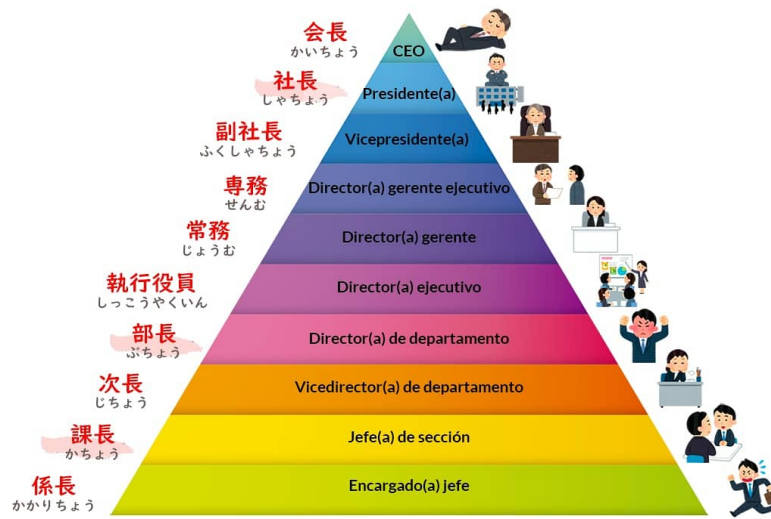 会長
かいちょう
CEO
社長
しゃちょう
Presidente(a)
副社長
ふくしゃちょう
Vicepresidente(a)
専務
せんむ
Director(a) gerente ejecutivo
常務
じょうむ
Director(a) gerente
執行役員
しっこうやくいん
Director(a) ejecutivo
部長
ぶちょう
Director(a) de departamento
次長
じちょう
Vicedirector(a) de departamento
課長
かちょう
Jefe(a) de sección
係長
かかりちょう
Encargado(a) jefe